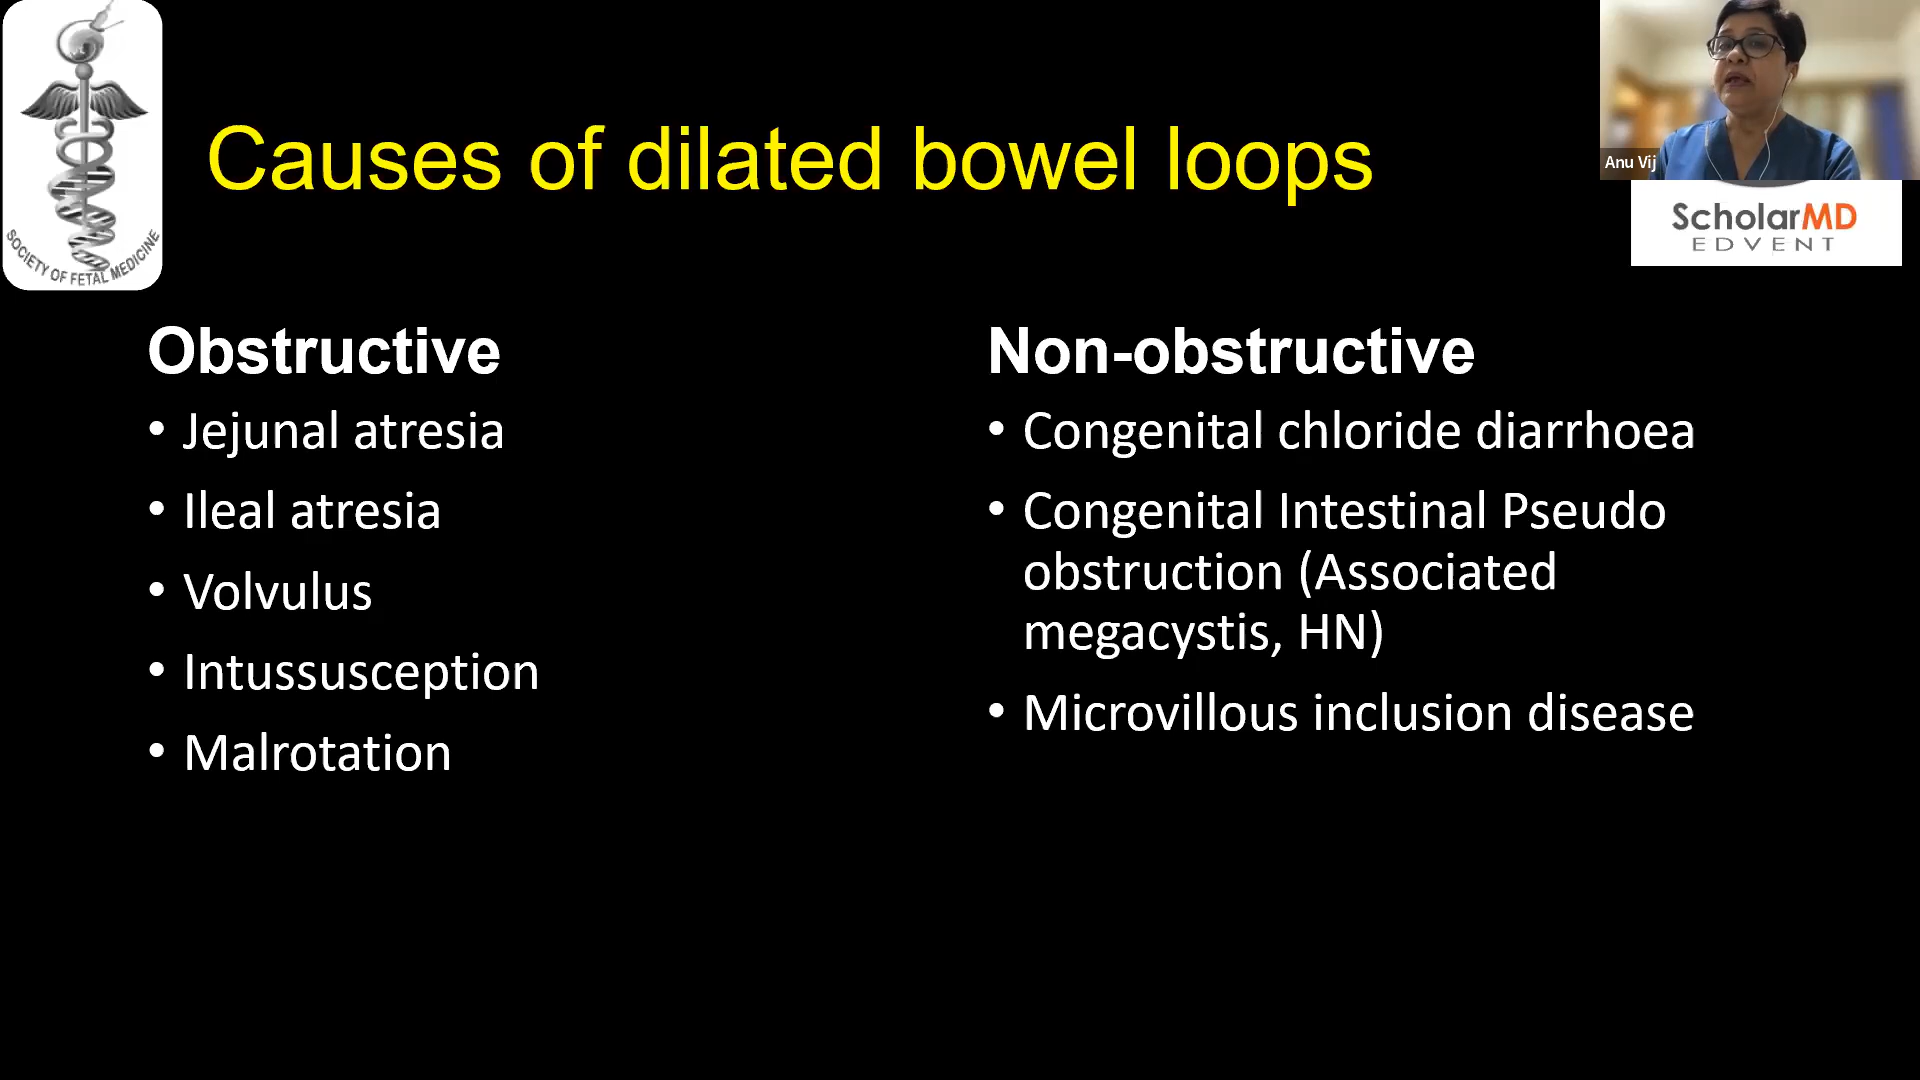 SOCIETY OF FETAL MEDICINE
Causes of dilated bowel loops
Anu Vij
ScholarMD
EDVENT
Obstructive
• Jejunal atresia
• Ileal atresia
• Volvulus
• Intussusception
• Malrotation
Non-obstructive
• Congenital chloride diarrhoea
• Congenital Intestinal Pseudo
obstruction (Associated
megacystis, HN)
• Microvillous inclusion disease